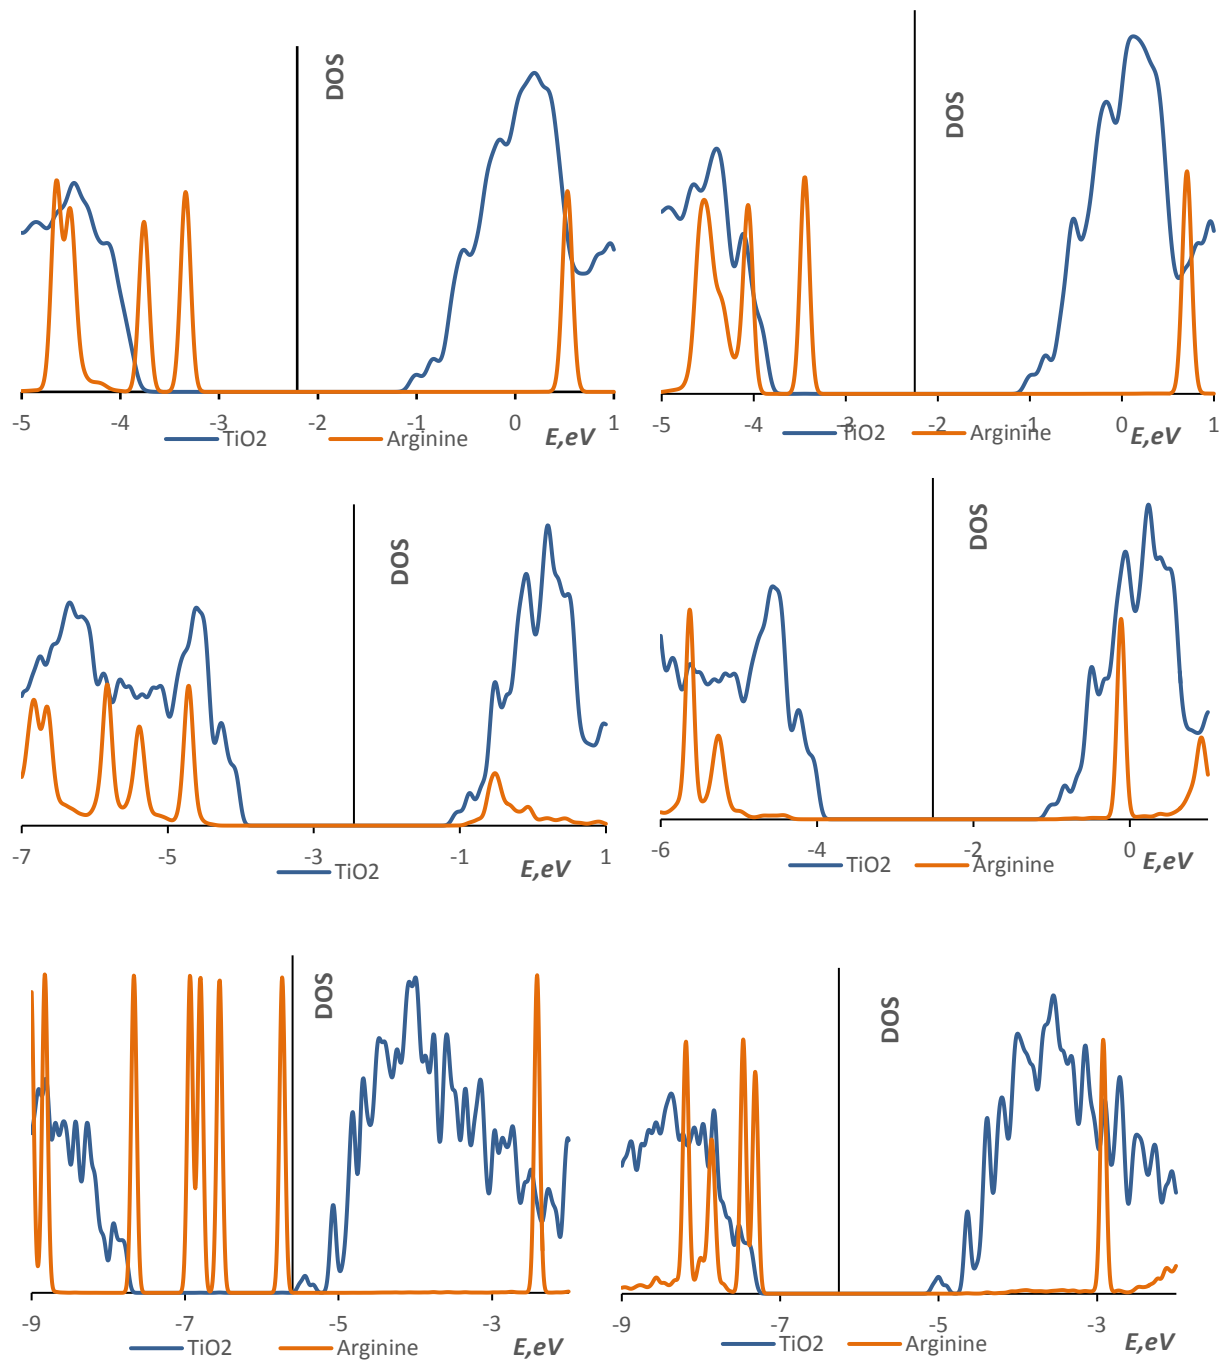 DOS
-5 -4 -3 -2 -1 0 1
TiO2 Arginine E,eV
DOS
-5 -4 -3 -2 -1 0 1
TiO2 Arginine E,eV
DOS
-7 -5 -3 -1 1
TiO2 E,eV
DOS
-6 -4 -2 0
TiO2 Arginine E,eV
DOS
-9 -7 -5 -3
TiO2 Arginine E,eV
DOS
-9 -7 -5 -3
TiO2 Arginine E,eV